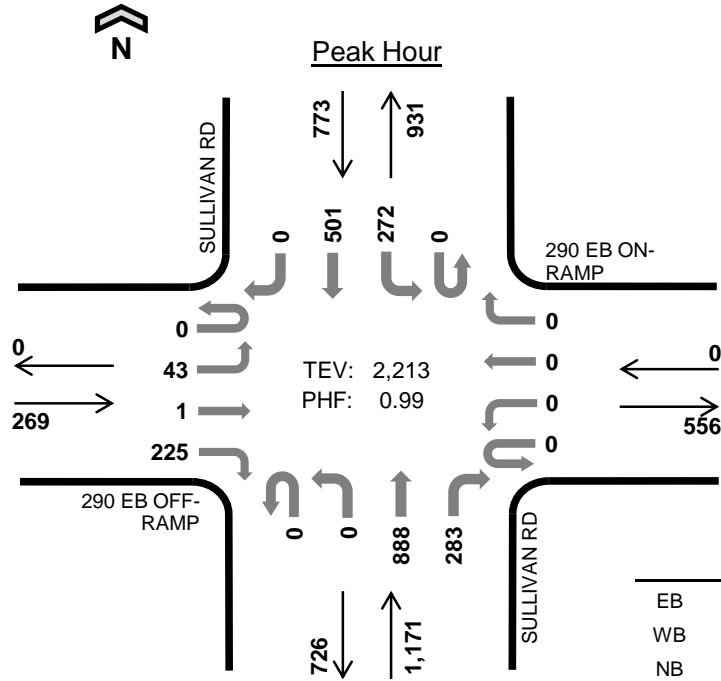 N
Peak Hour
773
931
SULLIVAN RD
0
501
272
0
290 EB ON-
RAMP
0
43
1
225
0
269
TEV: 2,213
PHF: 0.99
0
0
0
0
0
556
290 EB OFF-
RAMP
0
0
888
283
SULLIVAN RD
726
1,171
EB
WB
NB